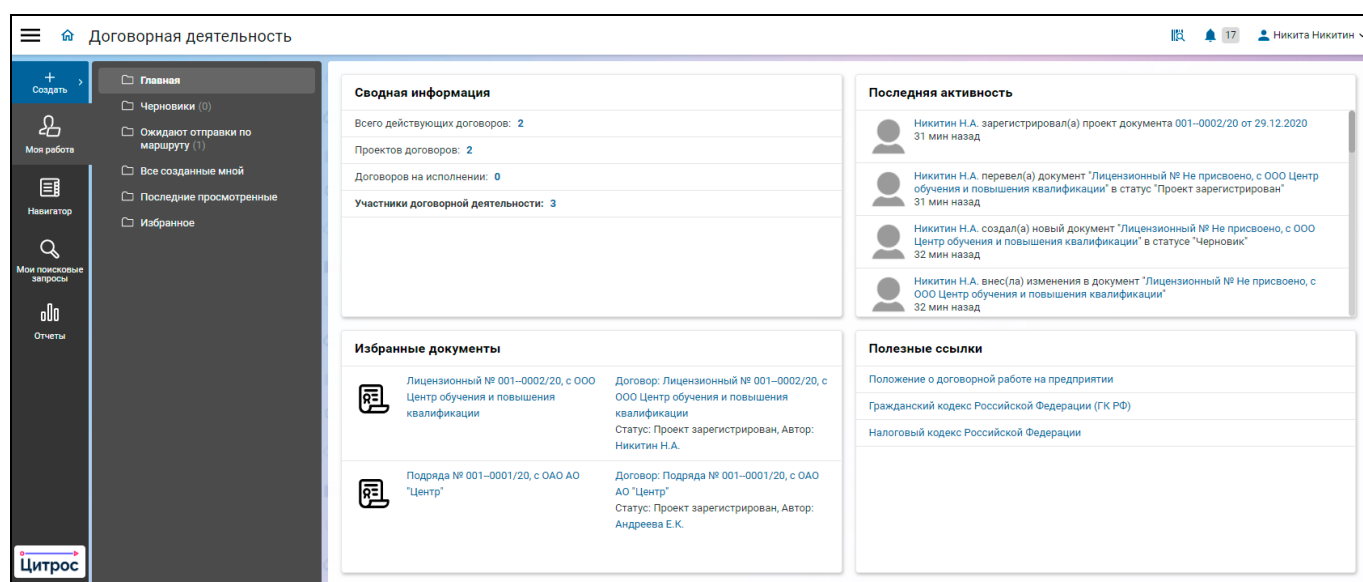 Договорная деятельность
17
Никита Никитин
Создать
Моя работа
Навигатор
Мои поисковые
запросы
Отчеты
Цитрос
Главная
Черновики (0)
Ожидают отправки по
маршруту (1)
Все созданные мной
Последние просмотренные
Избранное
Сводная информация
Всего действующих договоров: 2
Проектов договоров: 2
Договоров на исполнении: 0
Участники договорной деятельности: 3
Последняя активность
Никитин Н.А. зарегистрировал(а) проект документа 001--0002/20 от 29.12.2020
31 мин назад
Никитин Н.А. перевел(а) документ "Лицензионный № Не присвоено, с ООО Центр
обучения и повышения квалификации" в статус "Проект зарегистрирован"
31 мин назад
Никитин Н.А. создал(а) новый документ "Лицензионный № Не присвоено, с ООО
Центр обучения и повышения квалификации" в статусе "Черновик"
32 мин назад
Никитин Н.А. внес(ла) изменения в документ "Лицензионный № Не присвоено, с
ООО Центр обучения и повышения квалификации"
32 мин назад
Избранные документы
Лицензионный № 001--0002/20, с ООО
Центр обучения и повышения
квалификации
Договор: Лицензионный № 001--0002/20, с
ООО Центр обучения и повышения
квалификации
Статус: Проект зарегистрирован, Автор:
Никитин Н.А.
Подряда № 001--0001/20, с ОАО АО
"Центр"
Договор: Подряда № 001--0001/20, с ОАО
АО "Центр"
Статус: Проект зарегистрирован, Автор:
Андреева Е.К.
Полезные ссылки
Положение о договорной работе на предприятии
Гражданский кодекс Российской Федерации (ГК РФ)
Налоговый кодекс Российской Федерации